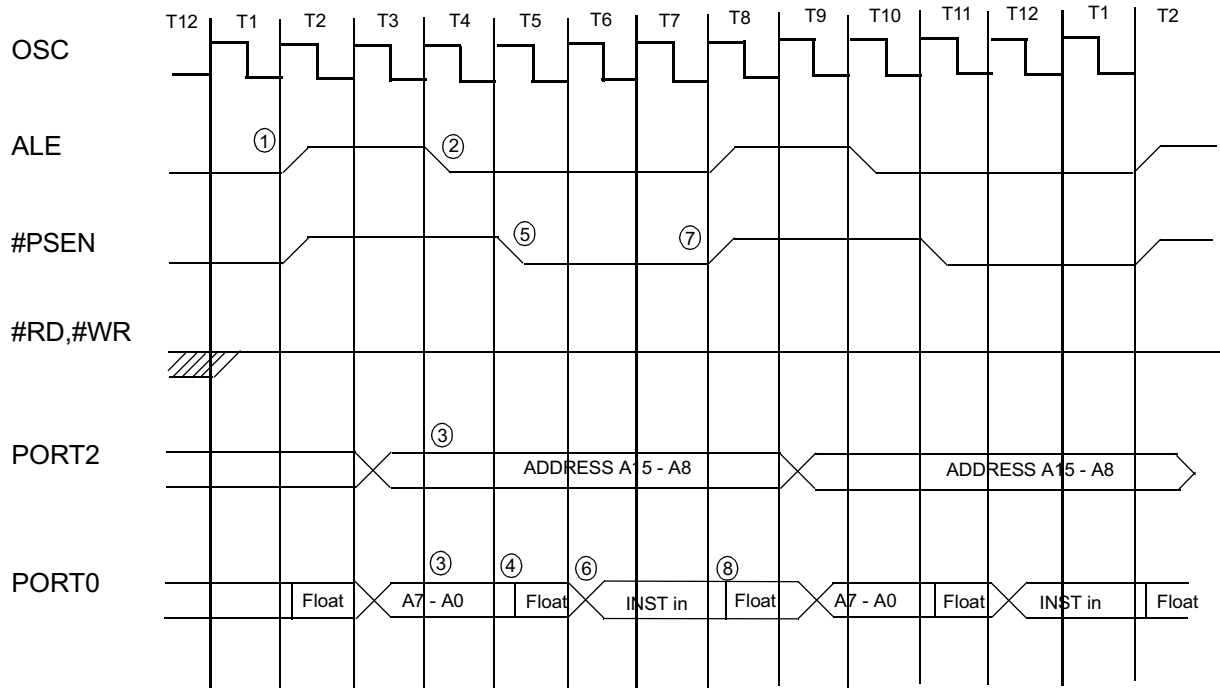 T12 T1 T2 T3 T4 T5 T6 T7 T8 T9 T10 T11 T12 T1 T2
OSC
ALE ① ②
#PSEN ⑤ ⑦
#RD,#WR
③
PORT2 ADDRESS A15 - A8 ADDRESS A15 - A8
③ ④ ⑥ ⑧
PORT0 Float A7 - A0 Float INST in Float A7 - A0 Float INST in Float